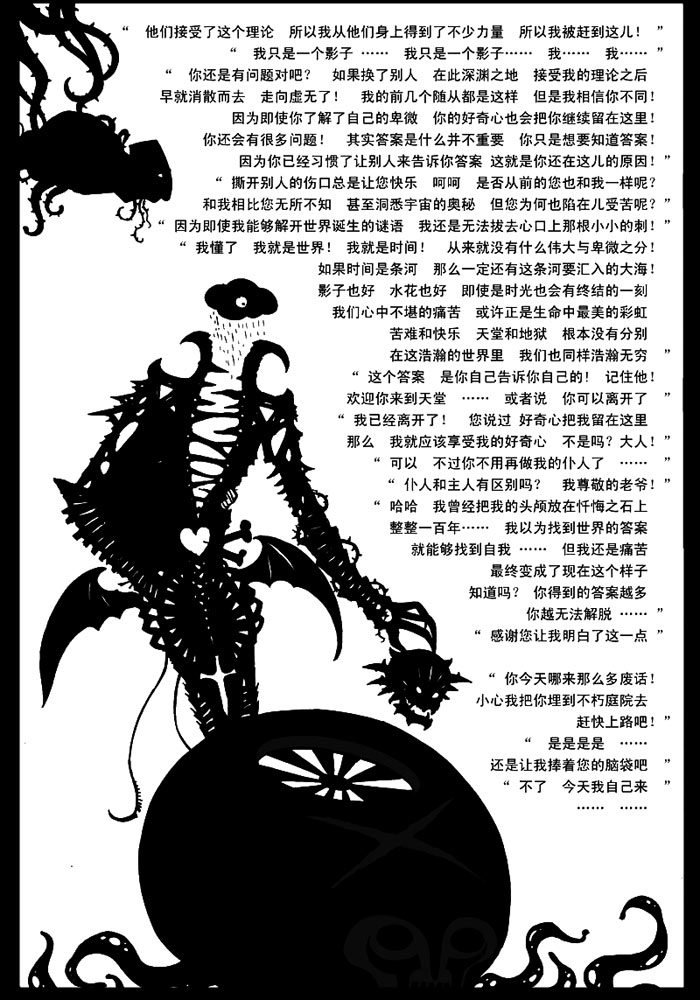 “ 他们接受了这个理论 所以我从他们身上得到了不少力量 所以我被赶到这儿！ ”
“ 我只是一个影子 …… 我只是一个影子…… 我…… 我…… ”
“ 你还是有问题对吧？ 如果换了别人 在此深渊之地 接受我的理论之后
早就消散而去 走向虚无了！ 我的前几个随从都是这样 但是我相信你不同！
因为即使你了解了自己的卑微 你的好奇心也会把你继续留在这里！
你还会有很多问题！ 其实答案是什么并不重要 你只是想要知道答案！
因为你已经习惯了让别人来告诉你答案 这就是你还在这儿的原因！ ”
“ 撕开别人的伤口总是让您快乐 呵呵 是否从前的您也和我一样呢？
和我相比您无所不知 甚至洞悉宇宙的奥秘 但您为何也陷在儿受苦呢？ ”
“ 因为即使我能够解开世界诞生的谜语 我还是无法拔去心口上那根小小的刺！ ”
“ 我懂了 我就是世界！ 我就是时间！ 从来就没有什么伟大与卑微之分！
如果时间是条河 那么一定还有这条河要汇入的大海！
影子也好 水花也好 即使是时光也会有终结的一刻
我们心中不堪的痛苦 或许正是生命中最美的彩虹
苦难和快乐 天堂和地狱 根本没有分别
在这浩瀚的世界里 我们也同样浩瀚无穷 ”
“ 这个答案 是你自己告诉你自己的！ 记住他！
欢迎你来到天堂 …… 或者说 你可以离开了 ”
“ 我已经离开了！ 您说过 好奇心把我留在这里
那么 我就应该享受我的好奇心 不是吗？大人！ ”
“ 可以 不过你不用再做我的仆人了 …… ”
“ 仆人和主人有区别吗？ 我尊敬的老爷！ ”
“ 哈哈 我曾经把我的头颅放在忏悔之石上
整整一百年…… 我以为找到世界的答案
就能够找到自我 …… 但我还是痛苦
最终变成了现在这个样子
知道吗？ 你得到的答案越多
你越无法解脱 …… ”
“ 感谢您让我明白了这一点 ”
“ 你今天哪来那么多废话！
小心我把你埋到不朽庭院去
赶快上路吧！ ”
“ 是是是是 ……
还是让我捧着您的脑袋吧 ”
“ 不了 今天我自己来 ”
…… ……